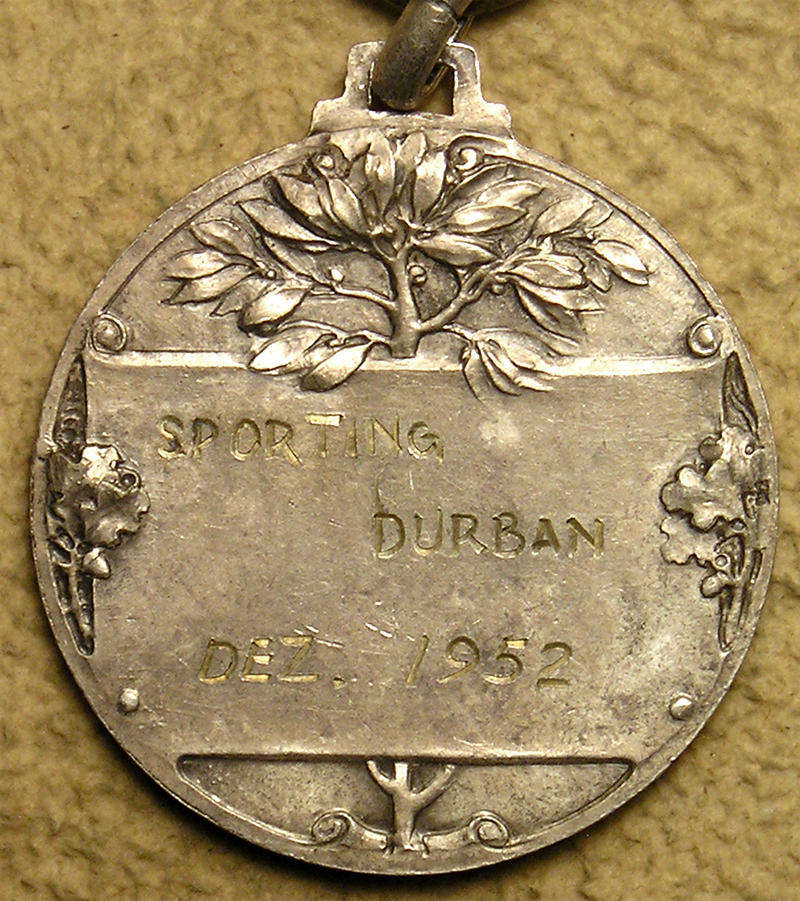 SPORTING
DURBAN
DEZ. 1952